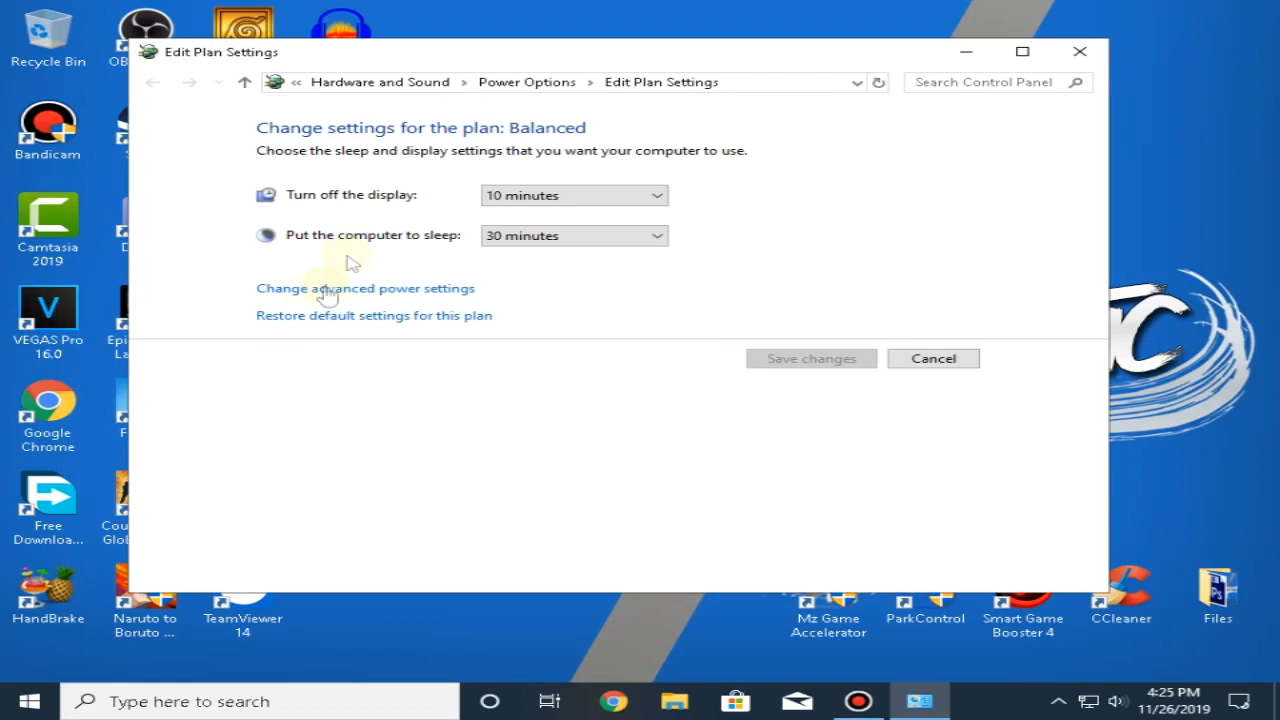 Edit Plan Settings
« Hardware and Sound > Power Options > Edit Plan Settings
Search Control Panel
Change settings for the plan: Balanced
Choose the sleep and display settings that you want your computer to use.
Turn off the display: 10 minutes
Put the computer to sleep: 30 minutes
Change advanced power settings
Restore default settings for this plan
Save changes
Cancel
Recycle Bin
OB
Bandicam
Camtasia
2019
VEGAS Pro
16.0
Epi
La
Google
Chrome
Free
Downloa...
Cou
Glo
HandBrake
Naruto to
Boruto ...
TeamViewer
14
Mz Game
Accelerator
ParkControl
Smart Game
Booster 4
CCleaner
Files
Type here to search
4:25 PM
11/26/2019